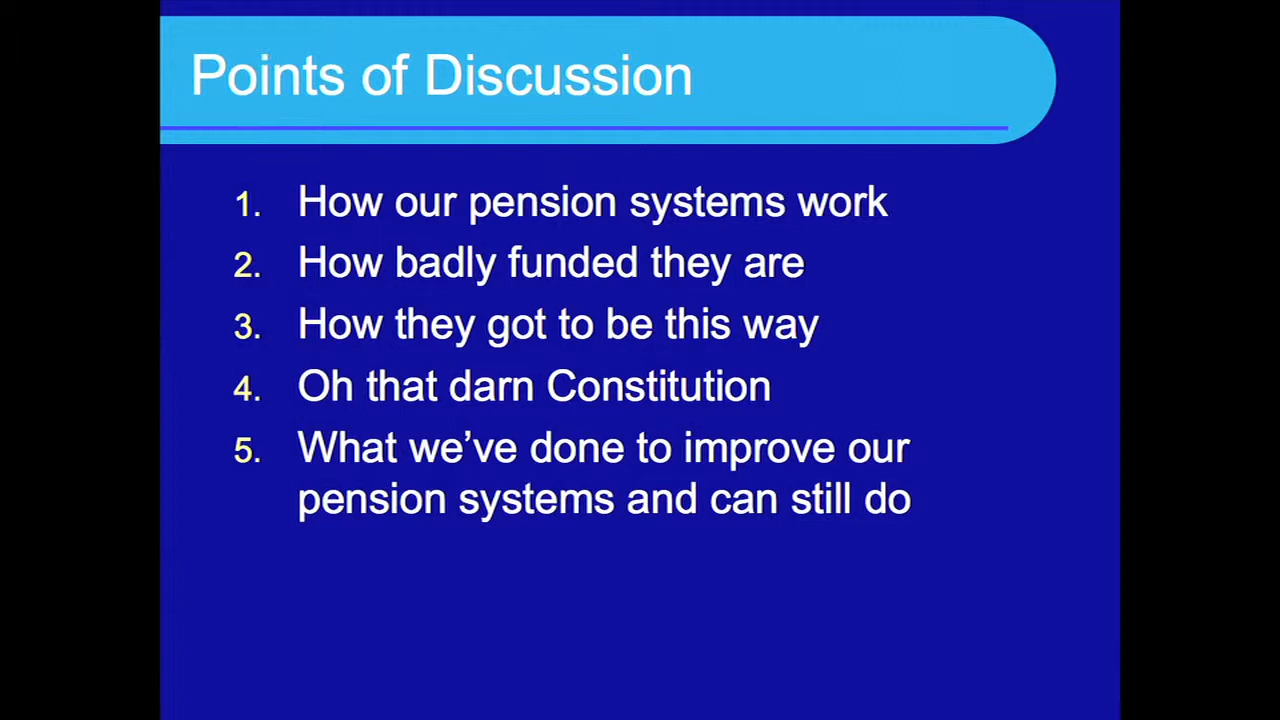 Points of Discussion
1. How our pension systems work
2. How badly funded they are
3. How they got to be this way
4. Oh that darn Constitution
5. What we’ve done to improve our
pension systems and can still do